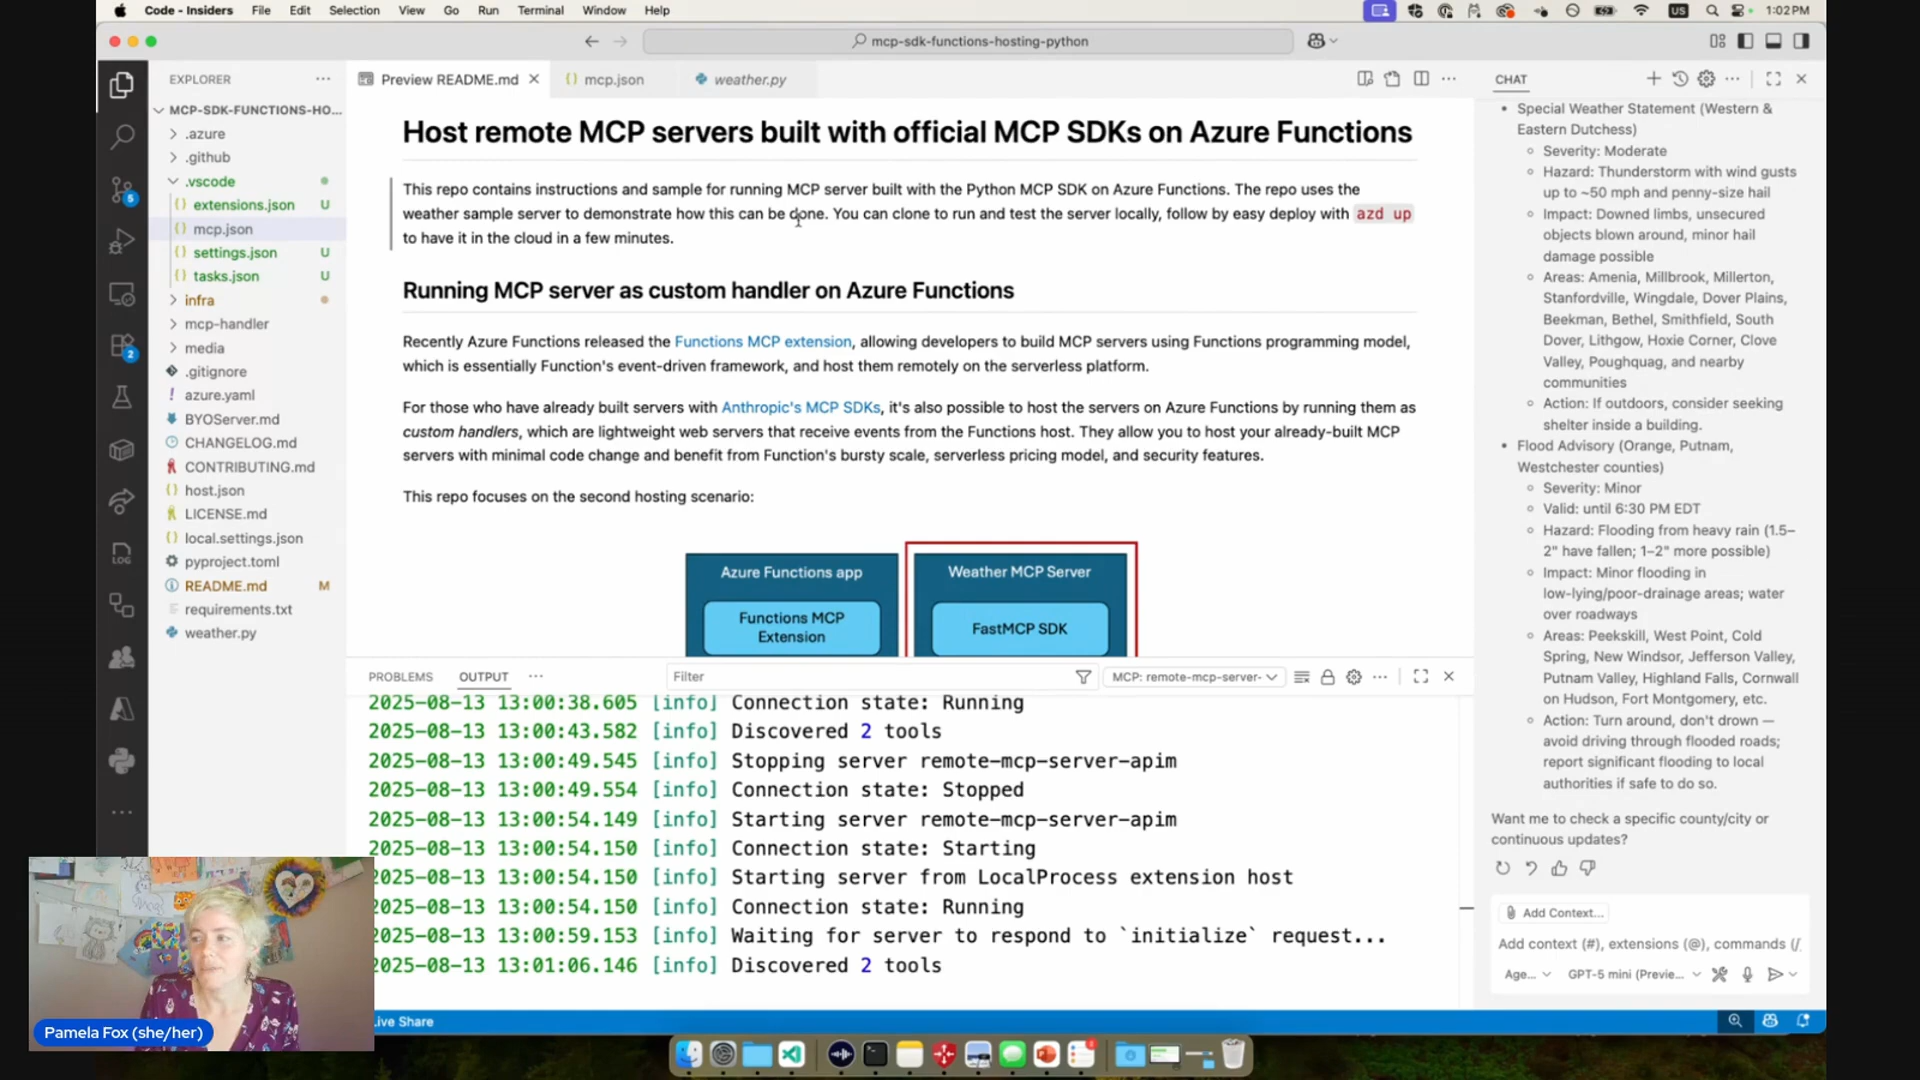 Code - Insiders File Edit Selection View Go Run Terminal Window Help
US
1:02 PM
mcp-sdk-functions-hosting-python
EXPLORER
MCP-SDK-FUNCTIONS-HO...
.azure
.github
.vscode
extensions.json U
mcp.json
settings.json U
tasks.json U
infra
mcp-handler
media
.gitignore
azure.yaml
BYOServer.md
CHANGELOG.md
CONTRIBUTING.md
host.json
LICENSE.md
local.settings.json
pyproject.toml
README.md M
requirements.txt
weather.py
5
2
LOG
Preview README.md mcp.json weather.py
Host remote MCP servers built with official MCP SDKs on Azure Functions
This repo contains instructions and sample for running MCP server built with the Python MCP SDK on Azure Functions. The repo uses the
weather sample server to demonstrate how this can be done. You can clone to run and test the server locally, follow by easy deploy with azd up
to have it in the cloud in a few minutes.
Running MCP server as custom handler on Azure Functions
Recently Azure Functions released the Functions MCP extension, allowing developers to build MCP servers using Functions programming model,
which is essentially Function's event-driven framework, and host them remotely on the serverless platform.
For those who have already built servers with Anthropic's MCP SDKs, it's also possible to host the servers on Azure Functions by running them as
custom handlers, which are lightweight web servers that receive events from the Functions host. They allow you to host your already-built MCP
servers with minimal code change and benefit from Function's bursty scale, serverless pricing model, and security features.
This repo focuses on the second hosting scenario:
Azure Functions app
Functions MCP
Extension
Weather MCP Server
FastMCP SDK
PROBLEMS OUTPUT ... Filter MCP: remote-mcp-server-
2025-08-13 13:00:38.605 [info] Connection state: Running
2025-08-13 13:00:43.582 [info] Discovered 2 tools
2025-08-13 13:00:49.545 [info] Stopping server remote-mcp-server-apim
2025-08-13 13:00:49.554 [info] Connection state: Stopped
2025-08-13 13:00:54.149 [info] Starting server remote-mcp-server-apim
2025-08-13 13:00:54.150 [info] Connection state: Starting
2025-08-13 13:00:54.150 [info] Starting server from LocalProcess extension host
2025-08-13 13:00:54.150 [info] Connection state: Running
2025-08-13 13:00:59.153 [info] Waiting for server to respond to `initialize` request...
2025-08-13 13:01:06.146 [info] Discovered 2 tools
CHAT
Special Weather Statement (Western &
Eastern Dutchess)
Severity: Moderate
Hazard: Thunderstorm with wind gusts
up to ~50 mph and penny-size hail
Impact: Downed limbs, unsecured
objects blown around, minor hail
damage possible
Areas: Amenia, Millbrook, Millerton,
Stanfordville, Wingdale, Dover Plains,
Beekman, Bethel, Smithfield, South
Dover, Lithgow, Hoxie Corner, Clove
Valley, Poughquag, and nearby
communities
Action: If outdoors, consider seeking
shelter inside a building.
Flood Advisory (Orange, Putnam,
Westchester counties)
Severity: Minor
Valid: until 6:30 PM EDT
Hazard: Flooding from heavy rain (1.5–
2" have fallen; 1–2" more possible)
Impact: Minor flooding in
low-lying/poor-drainage areas; water
over roadways
Areas: Peekskill, West Point, Cold
Spring, New Windsor, Jefferson Valley,
Putnam Valley, Highland Falls, Cornwall
on Hudson, Fort Montgomery, etc.
Action: Turn around, don't drown —
avoid driving through flooded roads;
report significant flooding to local
authorities if safe to do so.
Want me to check a specific county/city or
continuous updates?
Add Context...
Add context (#), extensions (@), commands (/
Age... GPT-5 mini (Previe...
Live Share
Pamela Fox (she/her)